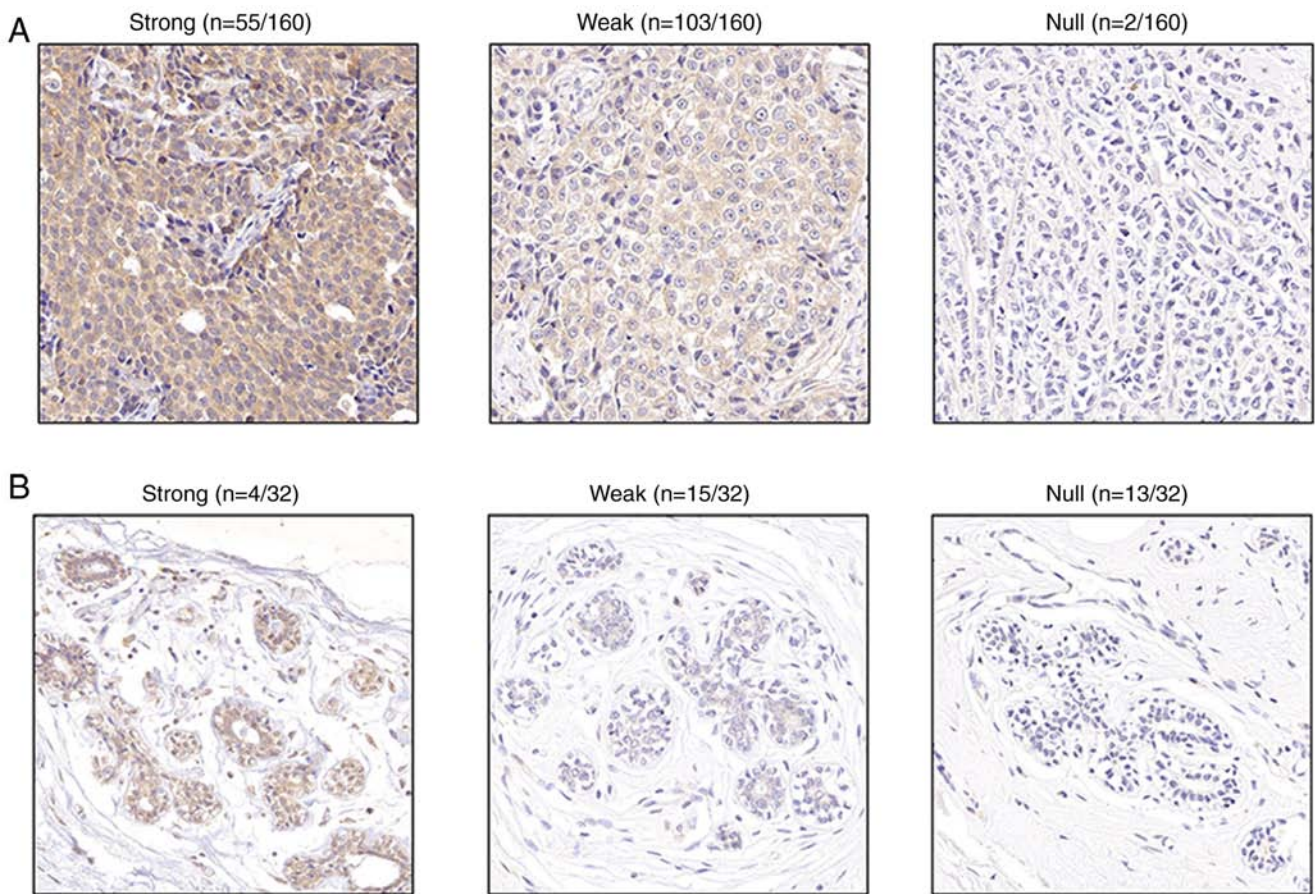 A
Strong (n=55/160)
Weak (n=103/160)
Null (n=2/160)
B
Strong (n=4/32)
Weak (n=15/32)
Null (n=13/32)